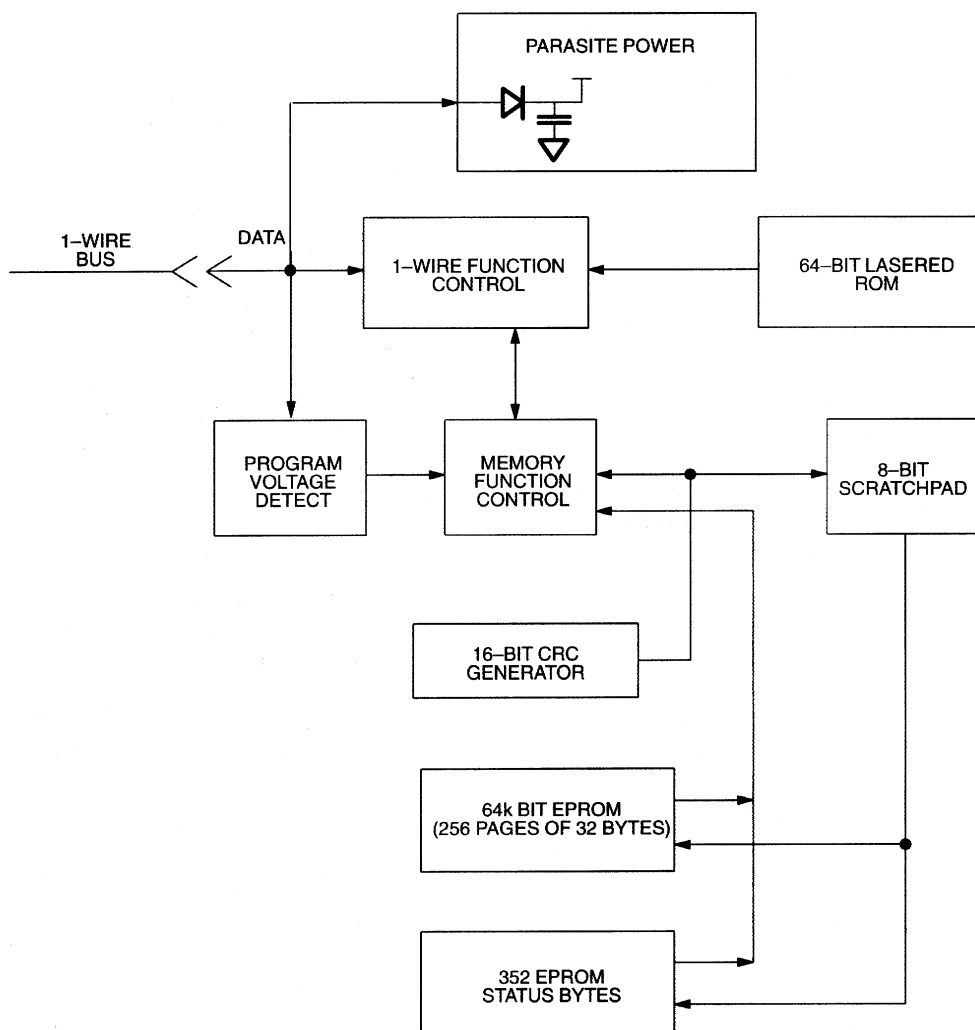 PARASITE POWER
1–WIRE
BUS
DATA
1–WIRE FUNCTION
CONTROL
64–BIT LASERED
ROM
PROGRAM
VOLTAGE
DETECT
MEMORY
FUNCTION
CONTROL
8–BIT
SCRATCHPAD
16–BIT CRC
GENERATOR
64k BIT EPROM
(256 PAGES OF 32 BYTES)
352 EPROM
STATUS BYTES